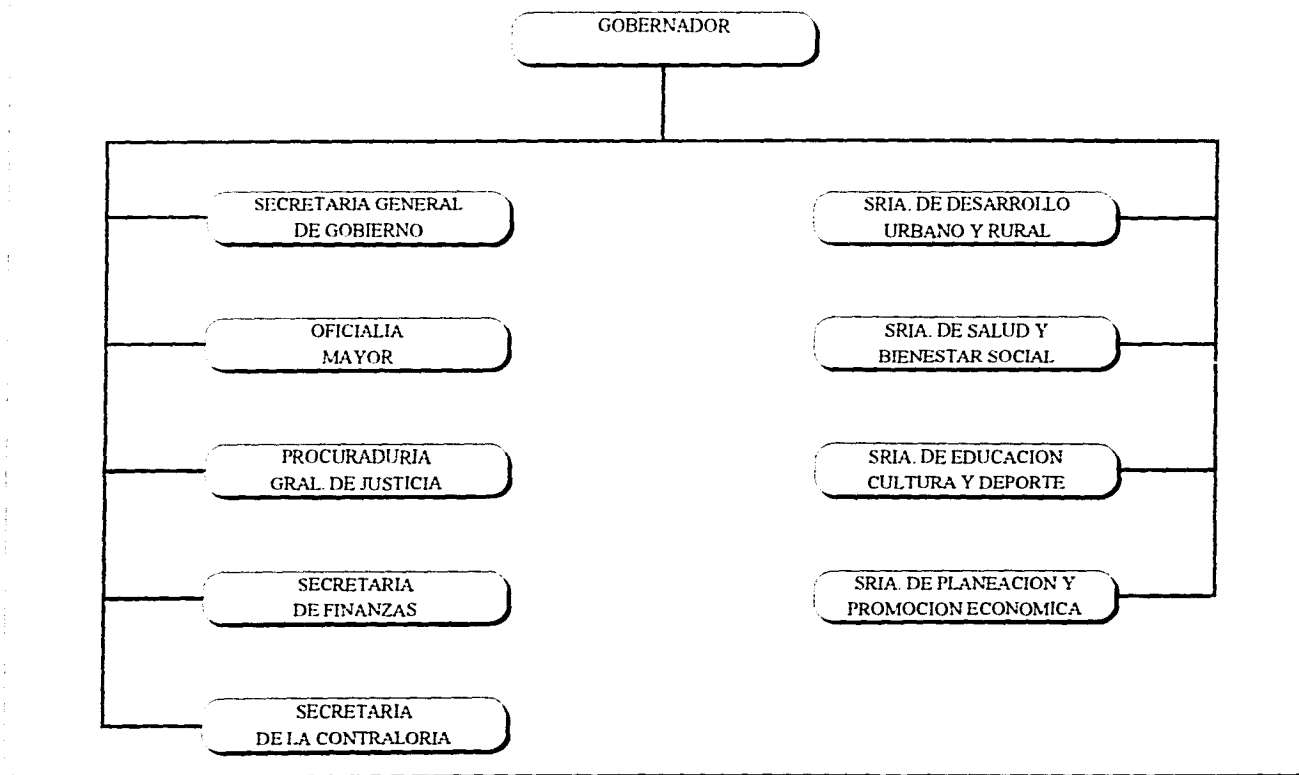 GOBERNADOR
SECRETARIA GENERAL
DE GOBIERNO
OFICIALIA
MAYOR
PROCURADURIA
GRAL. DE JUSTICIA
SECRETARIA
DE FINANZAS
SECRETARIA
DE LA CONTRALORIA
SRIA. DE DESARROLLO
URBANO Y RURAL
SRIA. DE SALUD Y
BIENESTAR SOCIAL
SRIA. DE EDUCACION
CULTURA Y DEPORTE
SRIA. DE PLANEACION Y
PROMOCION ECONOMICA